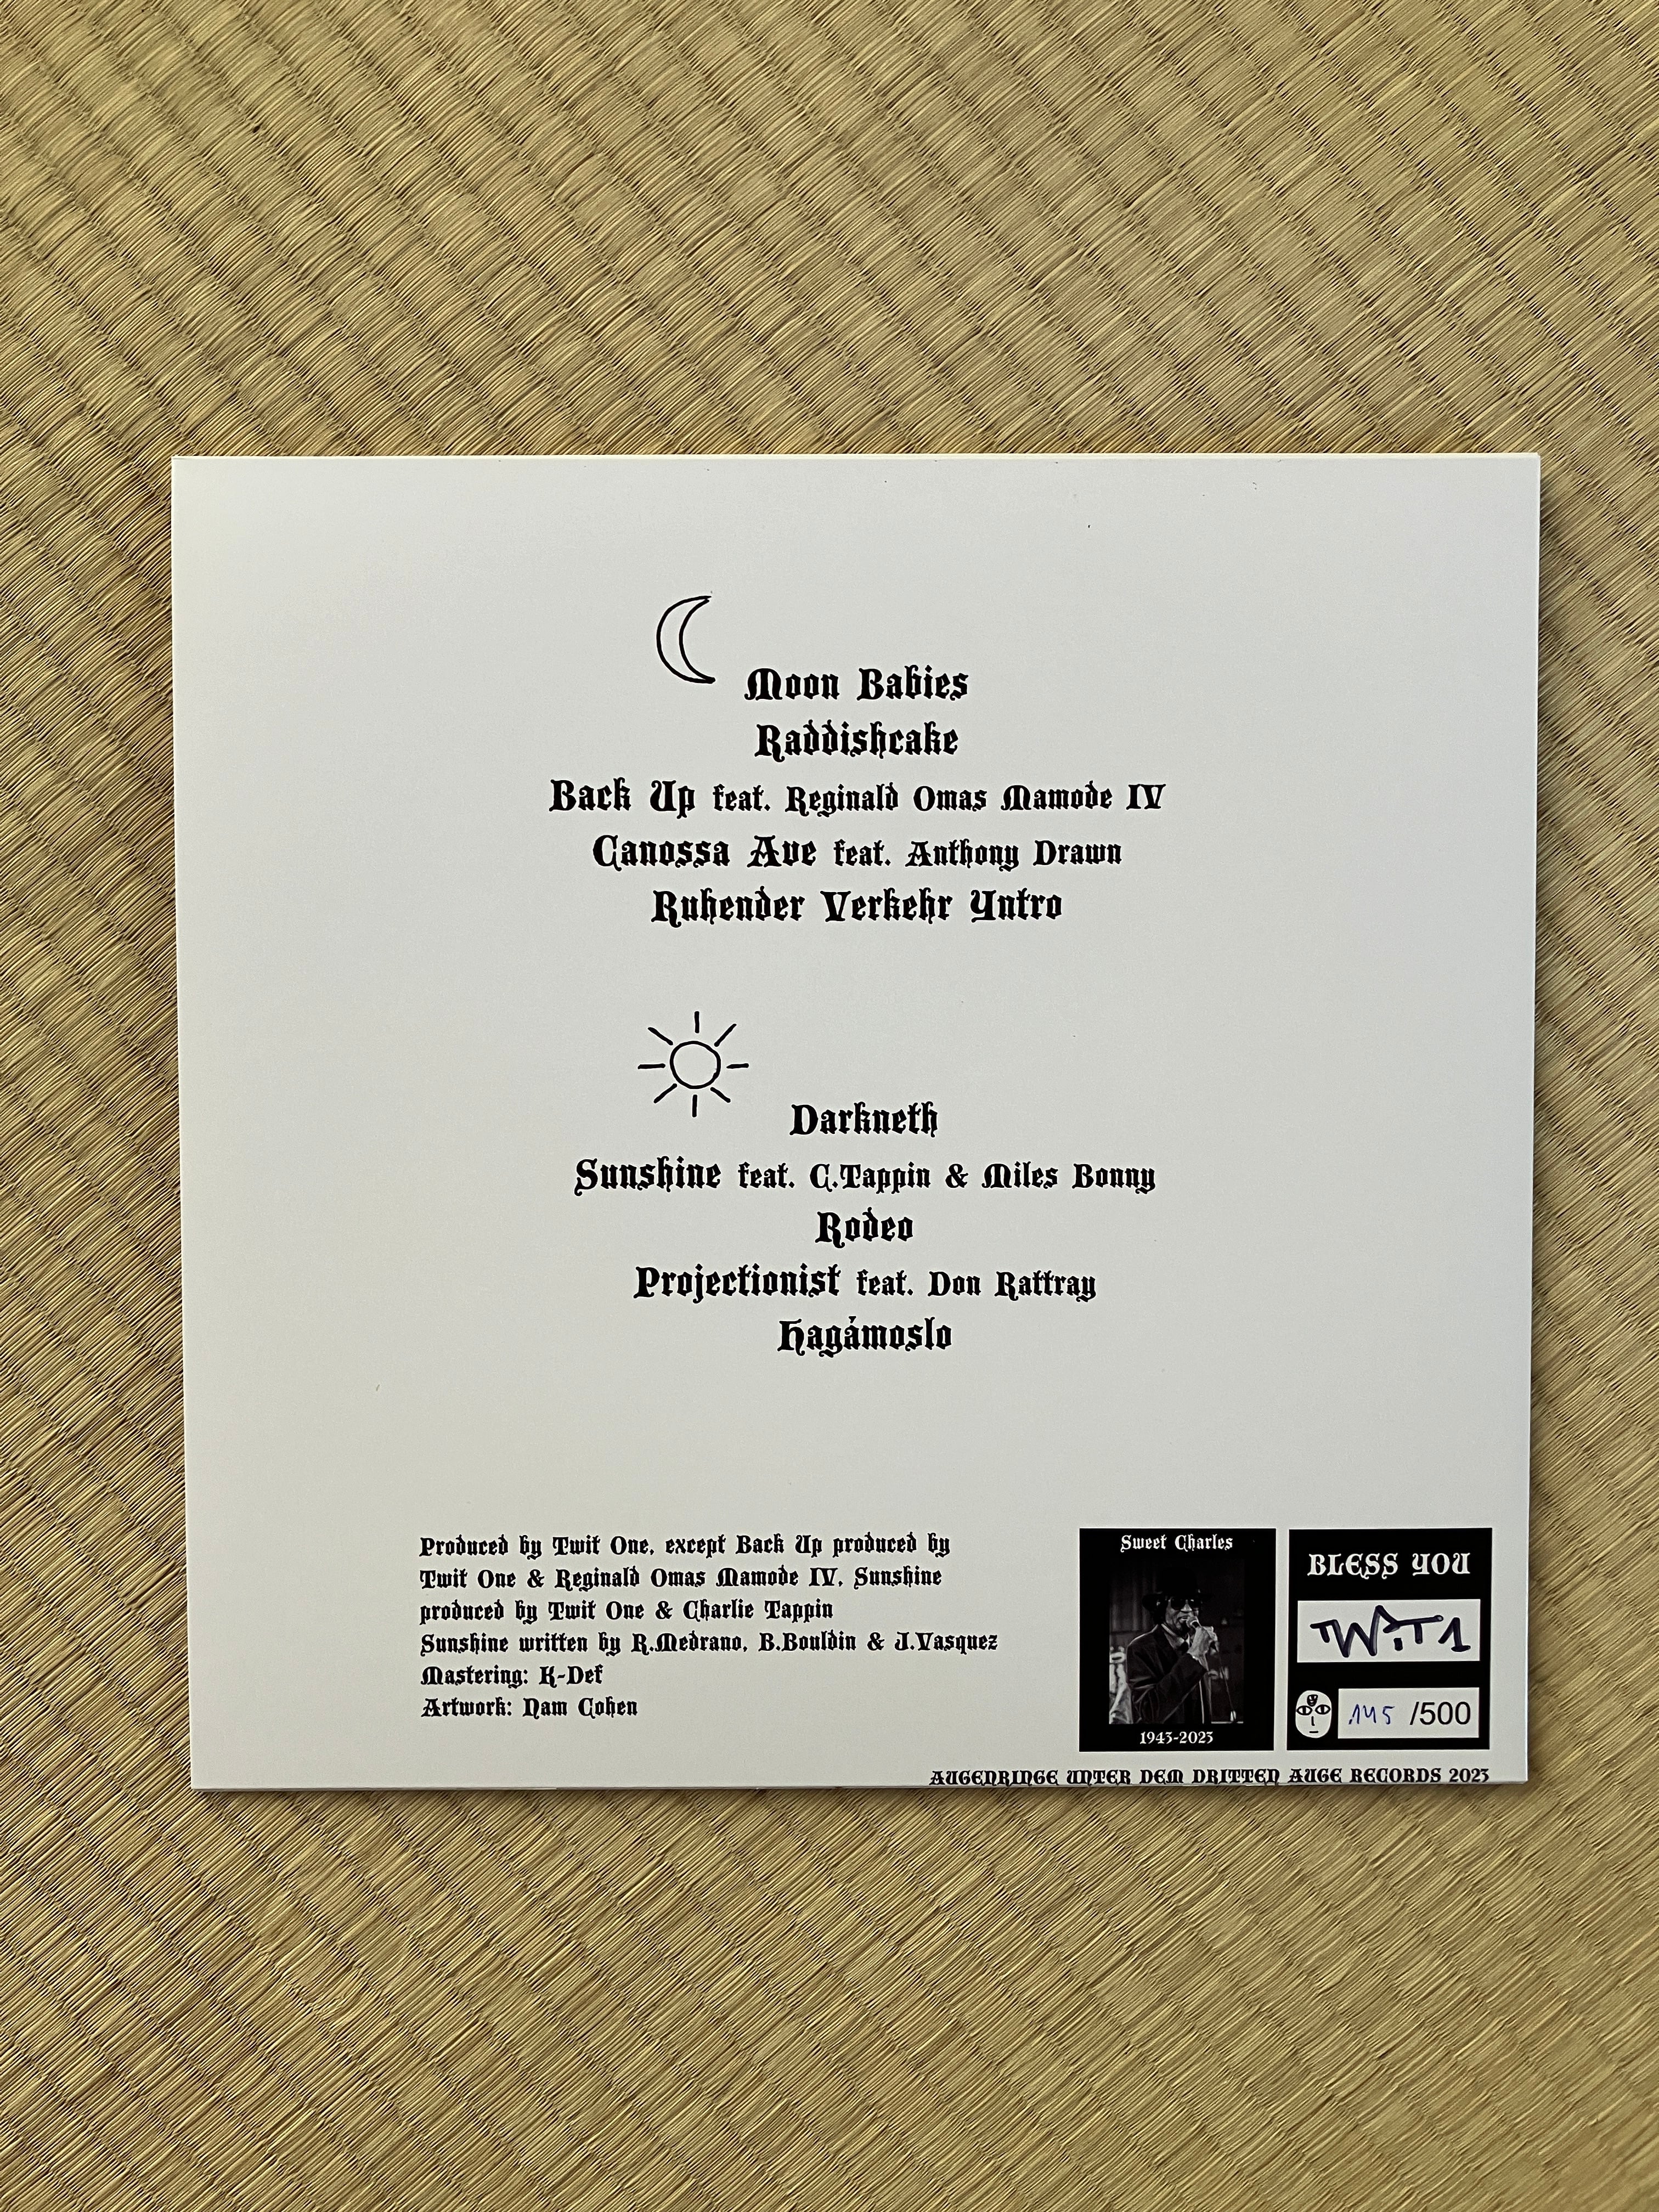 Moon Babies
Raddishcake
Back Up feat. Reginald Omas Mamode IV
Canossa Ave feat. Anthony Drawn
Ruhender Verkehr Yntro
Darkneth
Sunshine feat. C.Tappin & Miles Bonny
Rodeo
Projectionist feat. Don Rattray
Hagámoslo
Produced by Twit One, except Back Up produced by
Twit One & Reginald Omas Mamode IV, Sunshine
produced by Twit One & Charlie Tappin
Sunshine written by R.Medrano, B.Bouldin & J.Vasquez
Mastering: K-Def
Artwork: Nam Cohen
Sweet Charles
1943-2023
BLESS YOU
TWIT1
145 /500
AUGENRINGE UNTER DEM DRITTEN AUGE RECORDS 2023